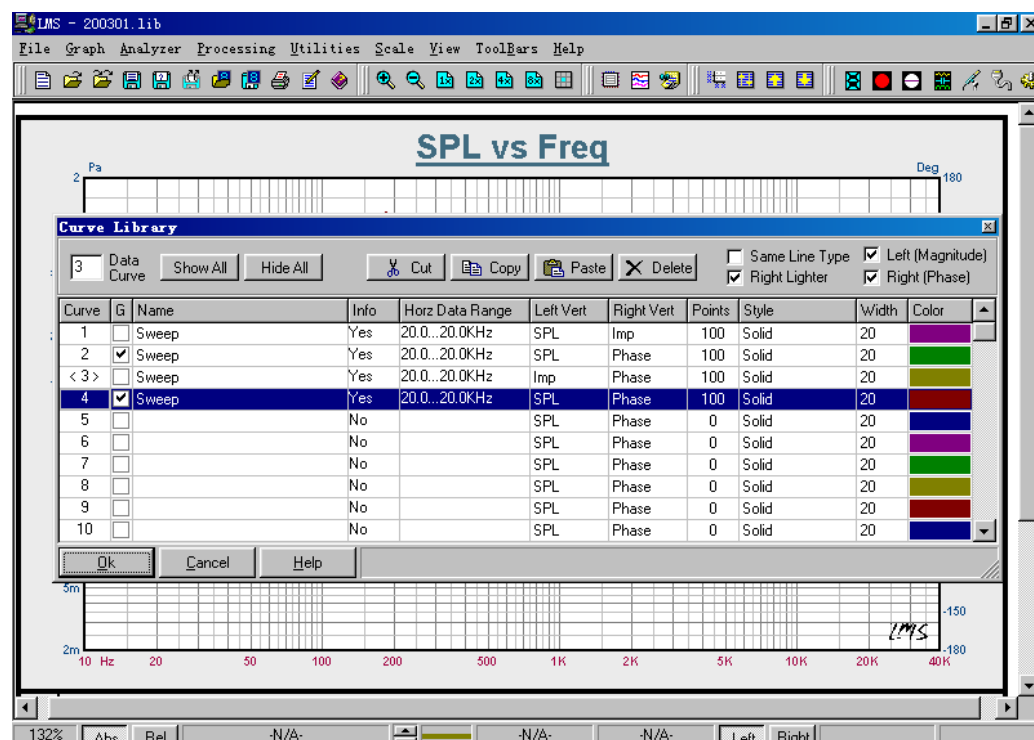 LMS - 200301.lib
File Graph Analyzer Processing Utilities Scale View ToolBars Help
1x 2x 4x 8x
SPL vs Freq
Pa Deg
2 180
Curve Library
3 Data Curve Show All Hide All Cut Copy Paste Delete Same Line Type Left (Magnitude)
Right Lighter Right (Phase)
Curve G Name Info Horz Data Range Left Vert Right Vert Points Style Width Color
1 Sweep Yes 20.0...20.0KHz SPL Imp 100 Solid 20
2 Sweep Yes 20.0...20.0KHz SPL Phase 100 Solid 20
<3> Sweep Yes 20.0...20.0KHz Imp Phase 100 Solid 20
4 Sweep Yes 20.0...20.0KHz SPL Phase 100 Solid 20
5 No SPL Phase 0 Solid 20
6 No SPL Phase 0 Solid 20
7 No SPL Phase 0 Solid 20
8 No SPL Phase 0 Solid 20
9 No SPL Phase 0 Solid 20
10 No SPL Phase 0 Solid 20
Ok Cancel Help
5m -150
LMS
2m -180
10 Hz 20 50 100 200 500 1K 2K 5K 10K 20K 40K
132% Abs Rel -N/A- -N/A- -N/A- Left Right